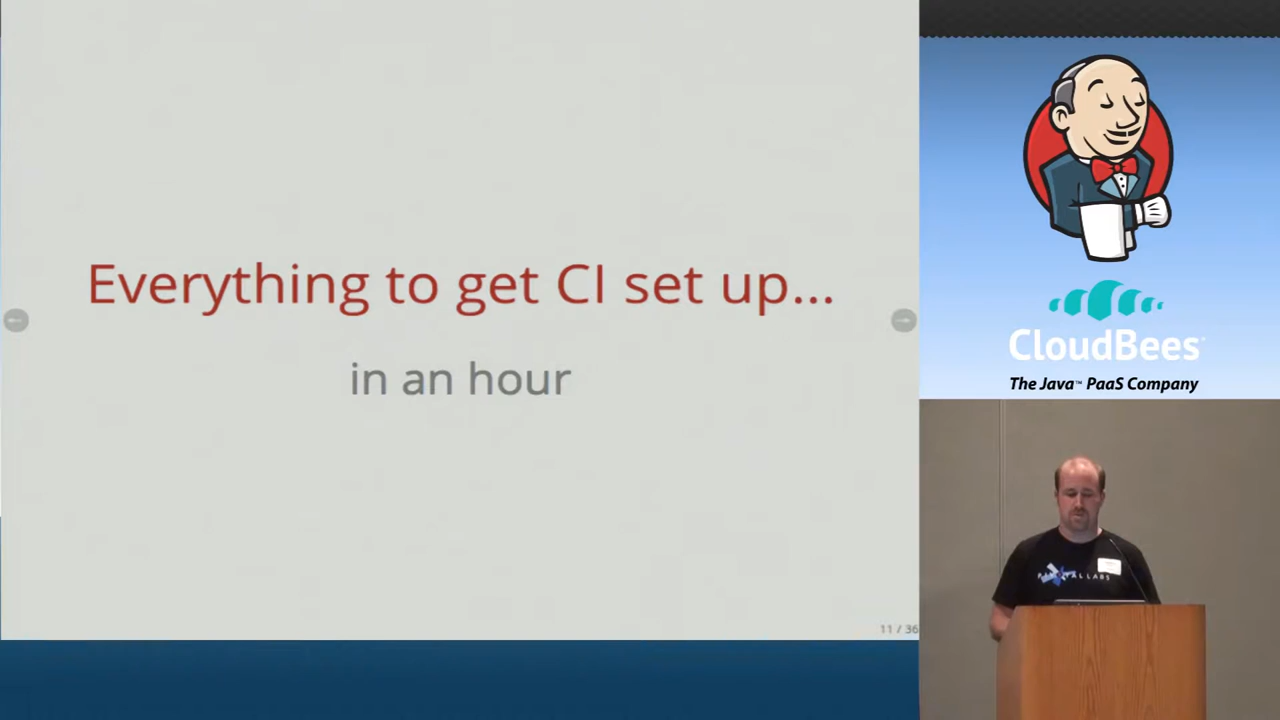 Everything to get CI set up...
in an hour
11 / 36
CloudBees
The Java™ PaaS Company